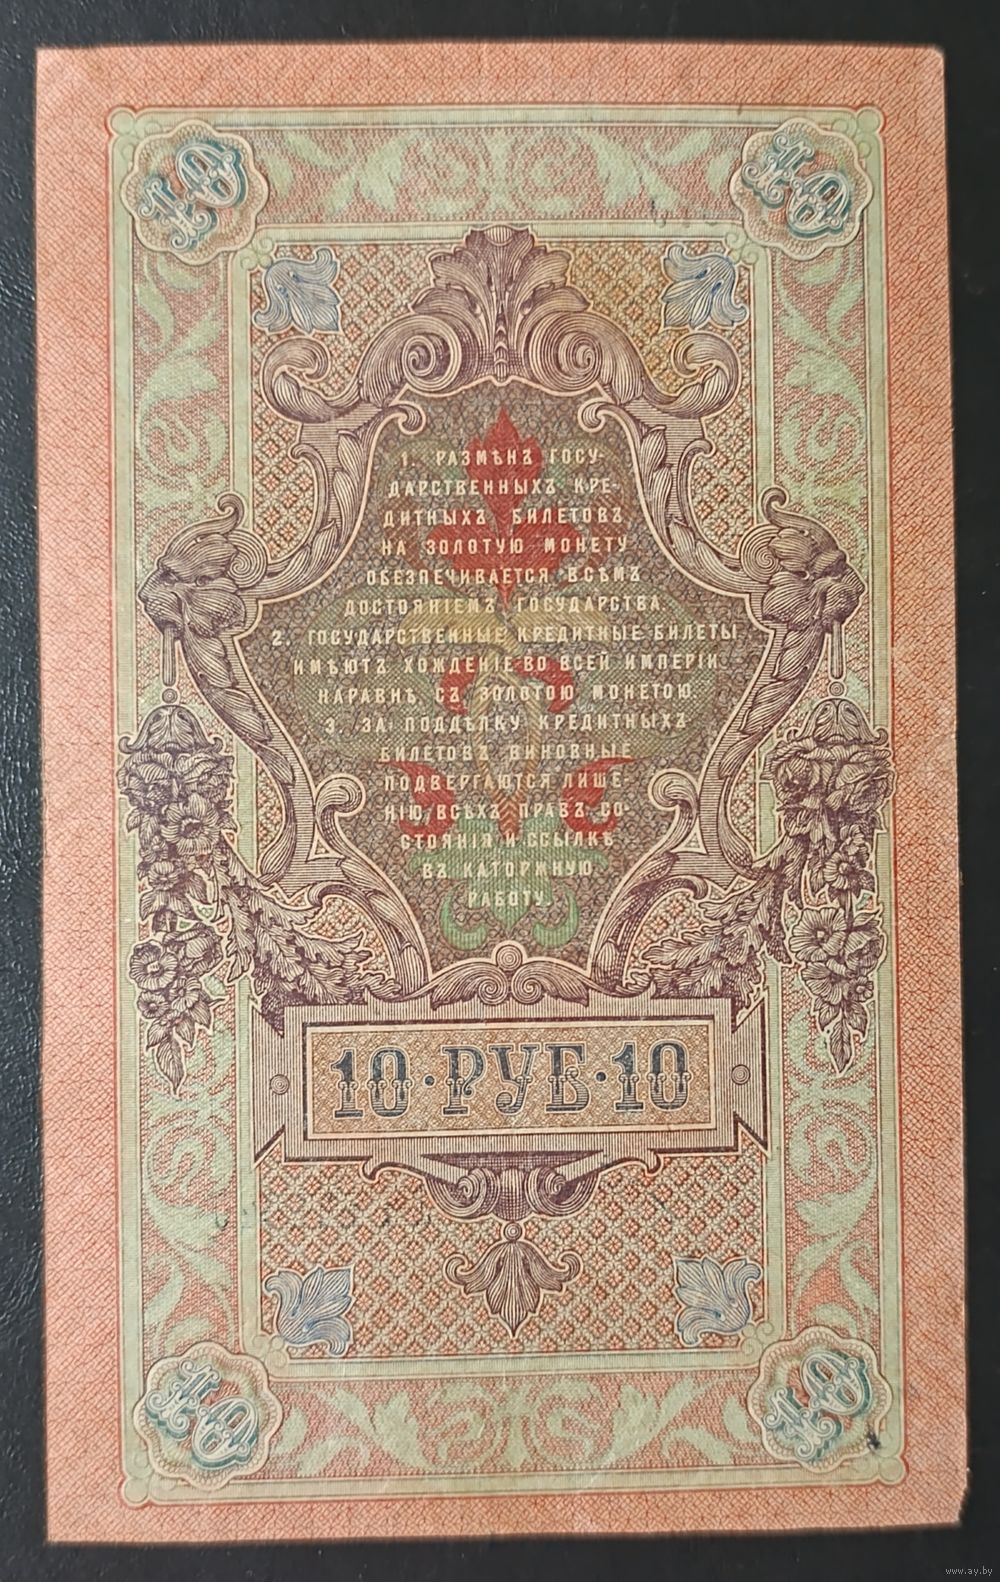 10 10
1. РАЗМѢНЪ ГОСУ-
ДАРСТВЕННЫХЪ КРЕ-
ДИТНЫХЪ БИЛЕТОВЪ
НА ЗОЛОТУЮ МОНЕТУ
ОБЕЗПЕЧИВАЕТСЯ ВСѢМЪ
ДОСТОЯНІЕМЪ ГОСУДАРСТВА.
2. ГОСУДАРСТВЕННЫЕ КРЕДИТНЫЕ БИЛЕТЫ
ИМѢЮТЪ ХОЖДЕНІЕ ВО ВСЕЙ ИМПЕРІИ
НАРАВНѢ СЪ ЗОЛОТОЮ МОНЕТОЮ.
3. ЗА ПОДДѢЛКУ КРЕДИТНЫХЪ
БИЛЕТОВЪ ВИНОВНЫЕ
ПОДВЕРГАЮТСЯ ЛИШЕ-
НІЮ ВСѢХЪ ПРАВЪ СО-
СТОЯНІЯ И ССЫЛКѢ
ВЪ КАТОРЖНУЮ
РАБОТУ.
10·РУБ·10
10 10
www.ay.by